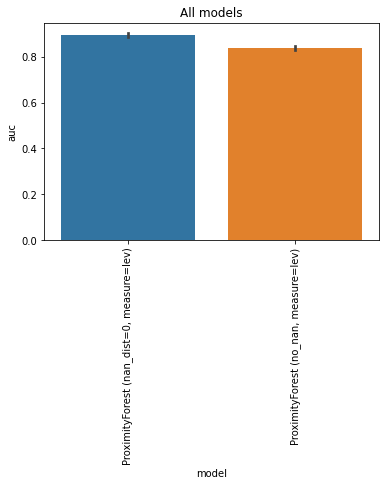 All models
auc
0.8
0.6
0.4
0.2
0.0
ProximityForest (nan_dist=0, measure=lev)
ProximityForest (no_nan, measure=lev)
model